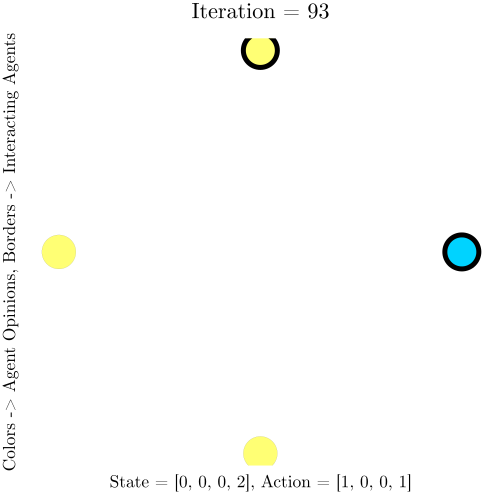 Iteration = 93
Colors -> Agent Opinions, Borders -> Interacting Agents
State = [0, 0, 0, 2], Action = [1, 0, 0, 1]